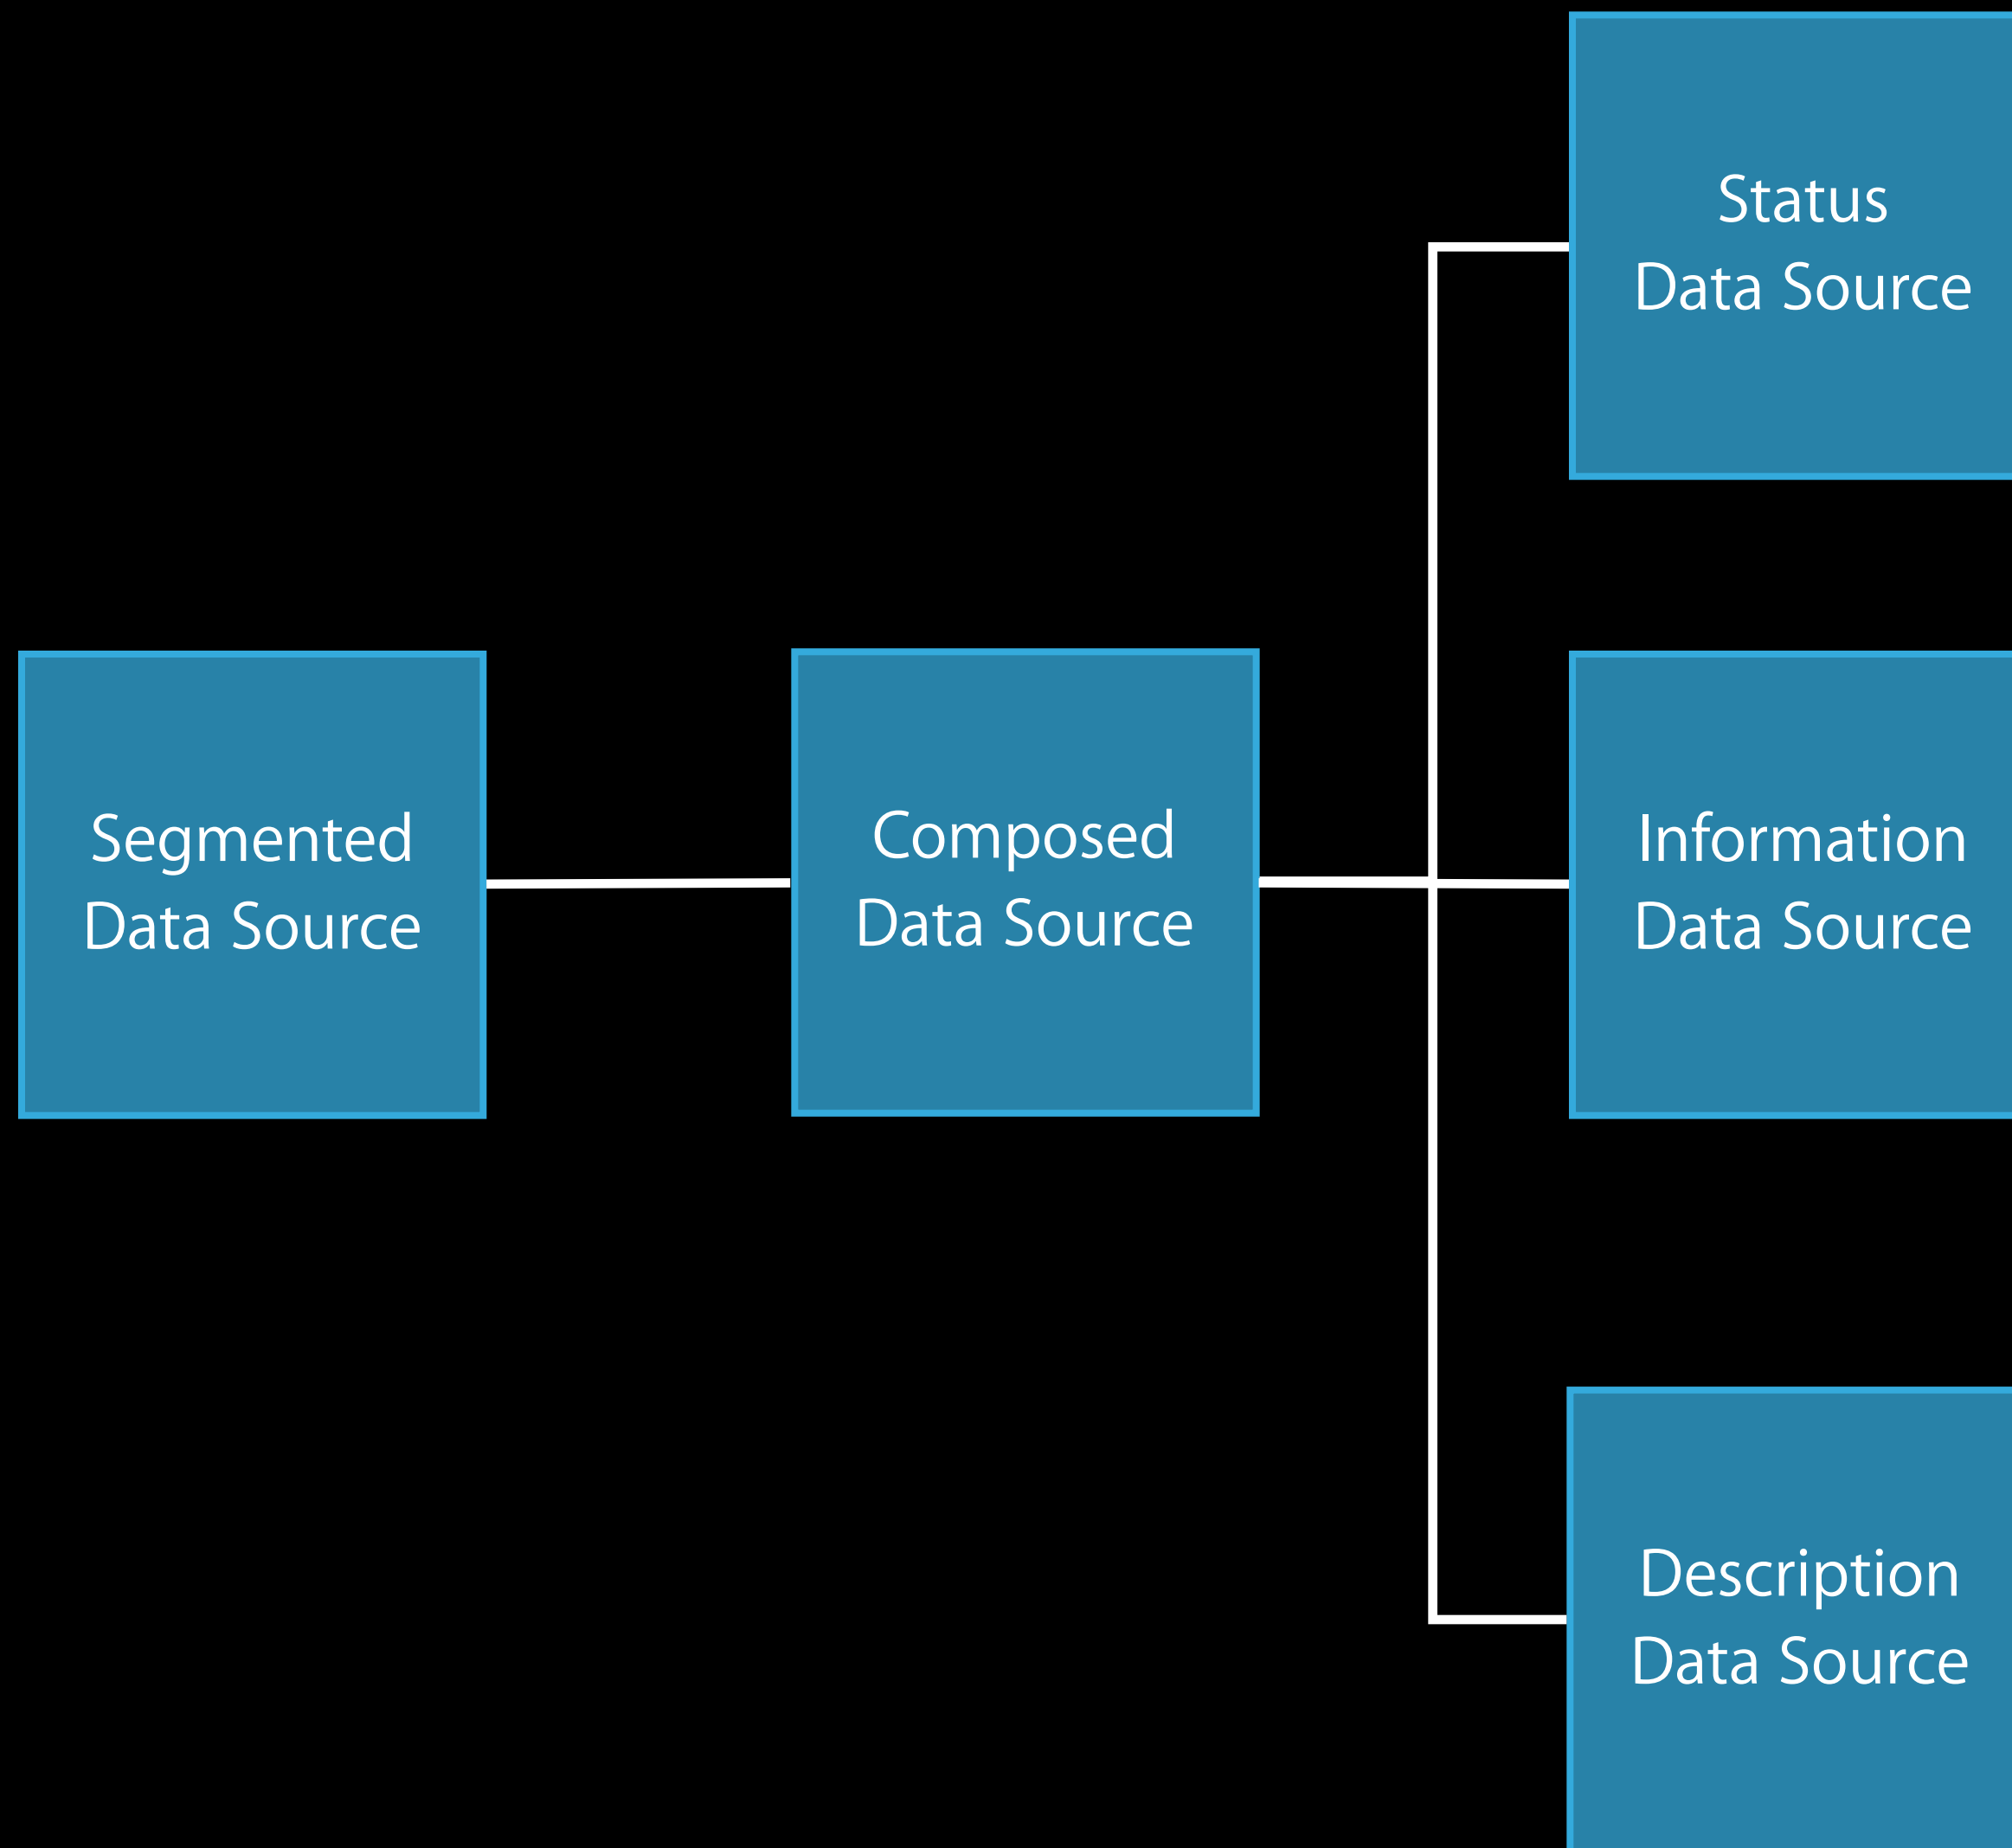 Status
Data Source
Segmented
Data Source
Composed
Data Source
Information
Data Source
Description
Data Source